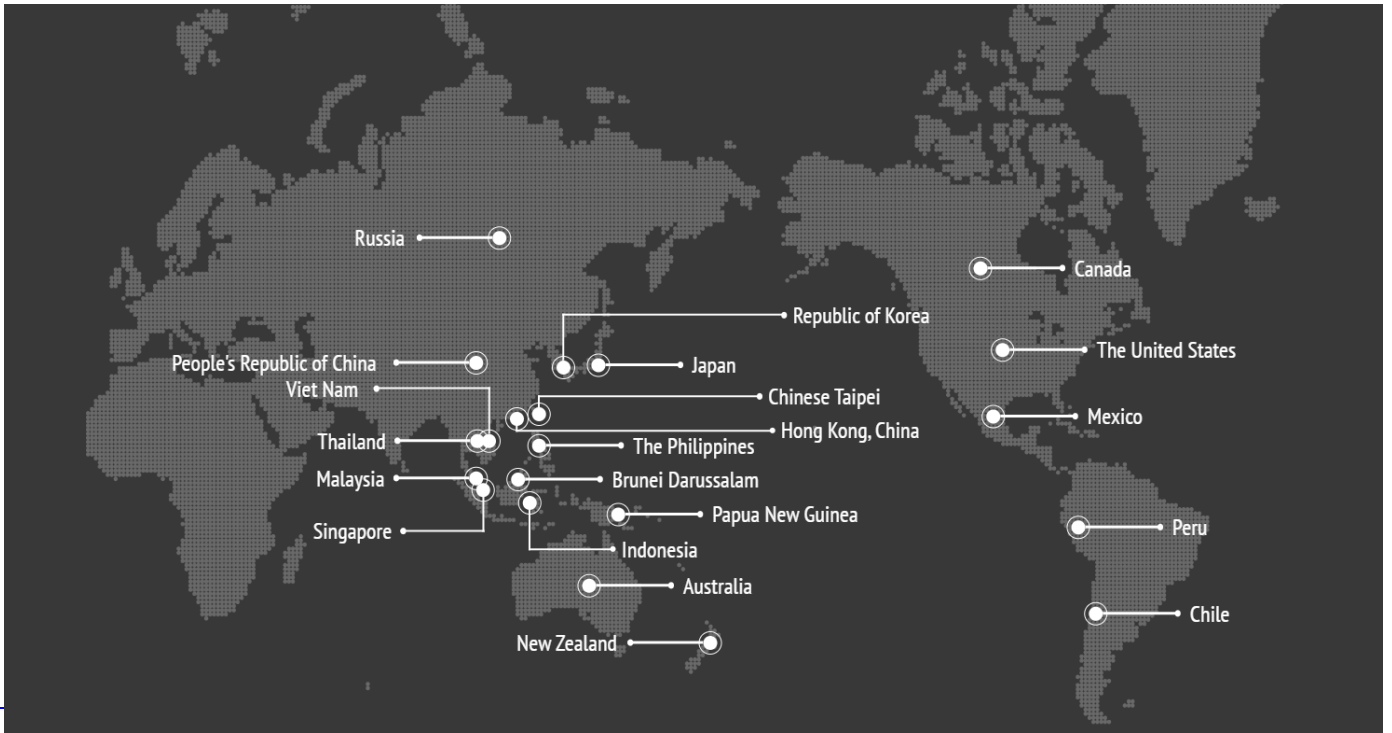 Russia
Canada
Republic of Korea
The United States
People's Republic of China
Japan
Viet Nam
Chinese Taipei
Mexico
Hong Kong, China
Thailand
The Philippines
Malaysia
Brunei Darussalam
Papua New Guinea
Peru
Singapore
Indonesia
Australia
Chile
New Zealand